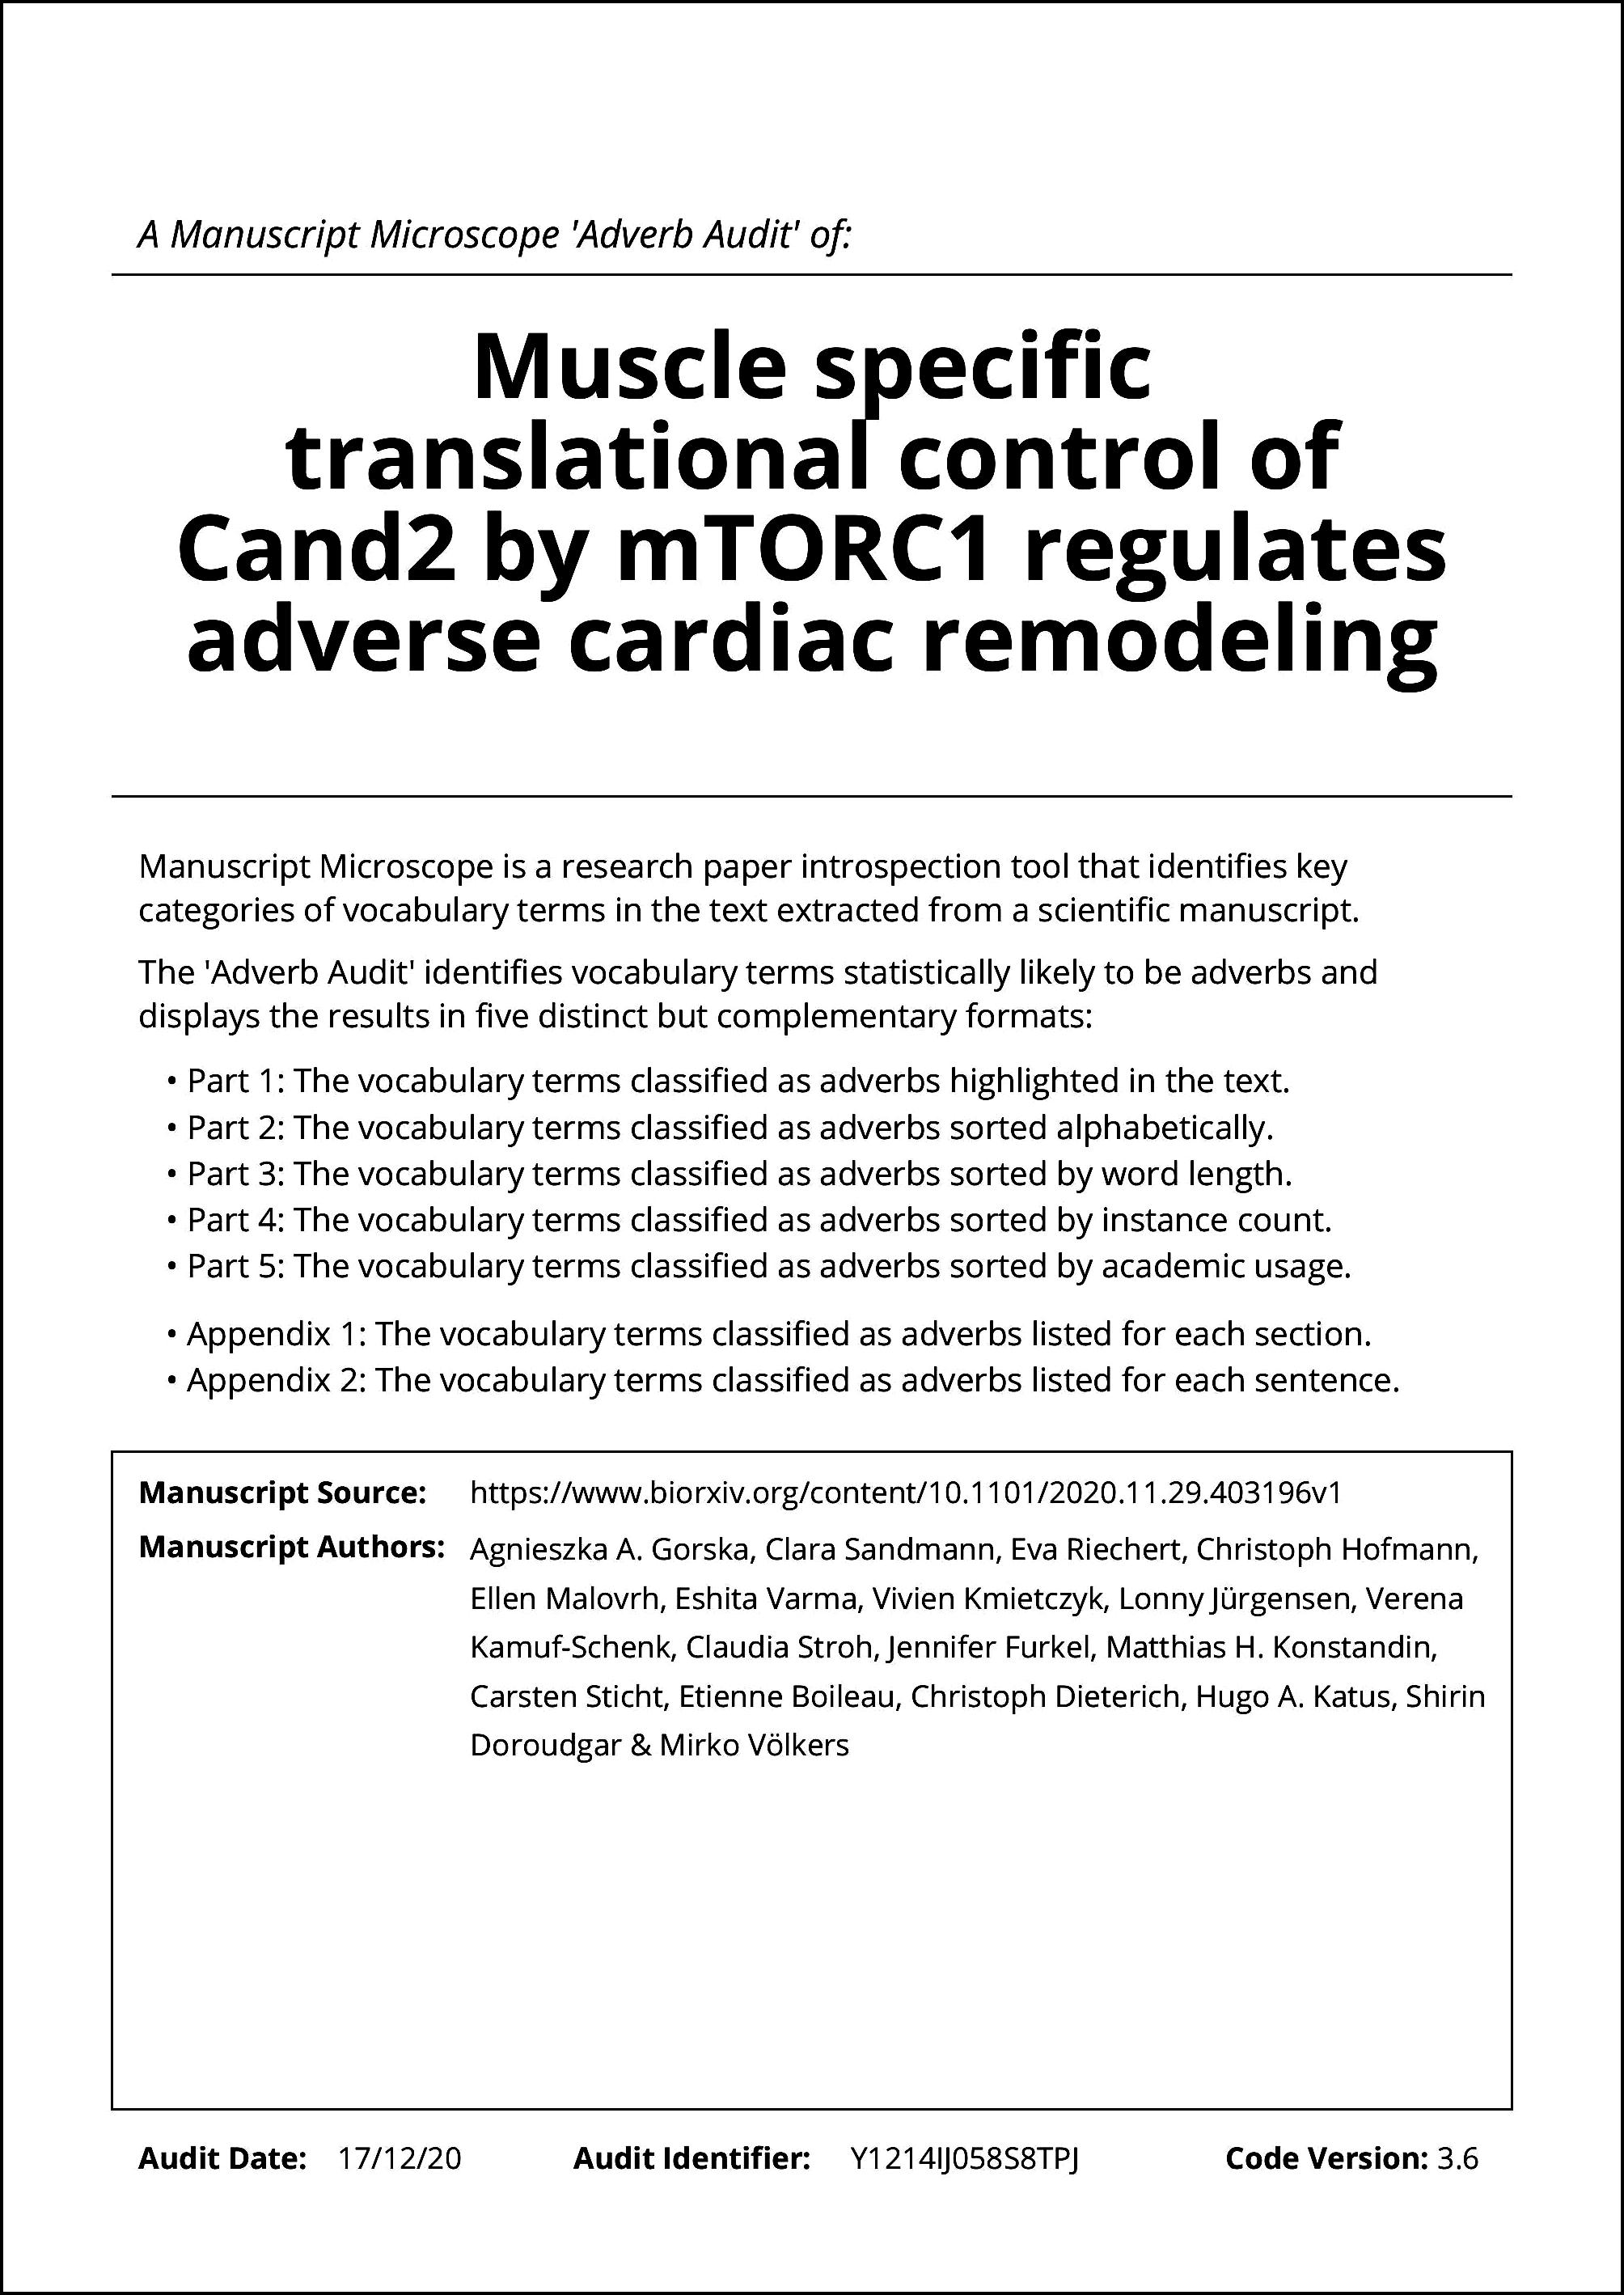 A Manuscript Microscope 'Adverb Audit' of:
Muscle specific
translational control of
Cand2 by mTORC1 regulates
adverse cardiac remodeling
Manuscript Microscope is a research paper introspection tool that identifies key
categories of vocabulary terms in the text extracted from a scientific manuscript.
The 'Adverb Audit' identifies vocabulary terms statistically likely to be adverbs and
displays the results in five distinct but complementary formats:
• Part 1: The vocabulary terms classified as adverbs highlighted in the text.
• Part 2: The vocabulary terms classified as adverbs sorted alphabetically.
• Part 3: The vocabulary terms classified as adverbs sorted by word length.
• Part 4: The vocabulary terms classified as adverbs sorted by instance count.
• Part 5: The vocabulary terms classified as adverbs sorted by academic usage.
• Appendix 1: The vocabulary terms classified as adverbs listed for each section.
• Appendix 2: The vocabulary terms classified as adverbs listed for each sentence.
Manuscript Source: https://www.biorxiv.org/content/10.1101/2020.11.29.403196v1
Manuscript Authors: Agnieszka A. Gorska, Clara Sandmann, Eva Riechert, Christoph Hofmann,
Ellen Malovrh, Eshita Varma, Vivien Kmietczyk, Lonny Jürgensen, Verena
Kamuf-Schenk, Claudia Stroh, Jennifer Furkel, Matthias H. Konstandin,
Carsten Sticht, Etienne Boileau, Christoph Dieterich, Hugo A. Katus, Shirin
Doroudgar & Mirko Völkers
Audit Date: 17/12/20 Audit Identifier: Y1214IJ058S8TPJ Code Version: 3.6